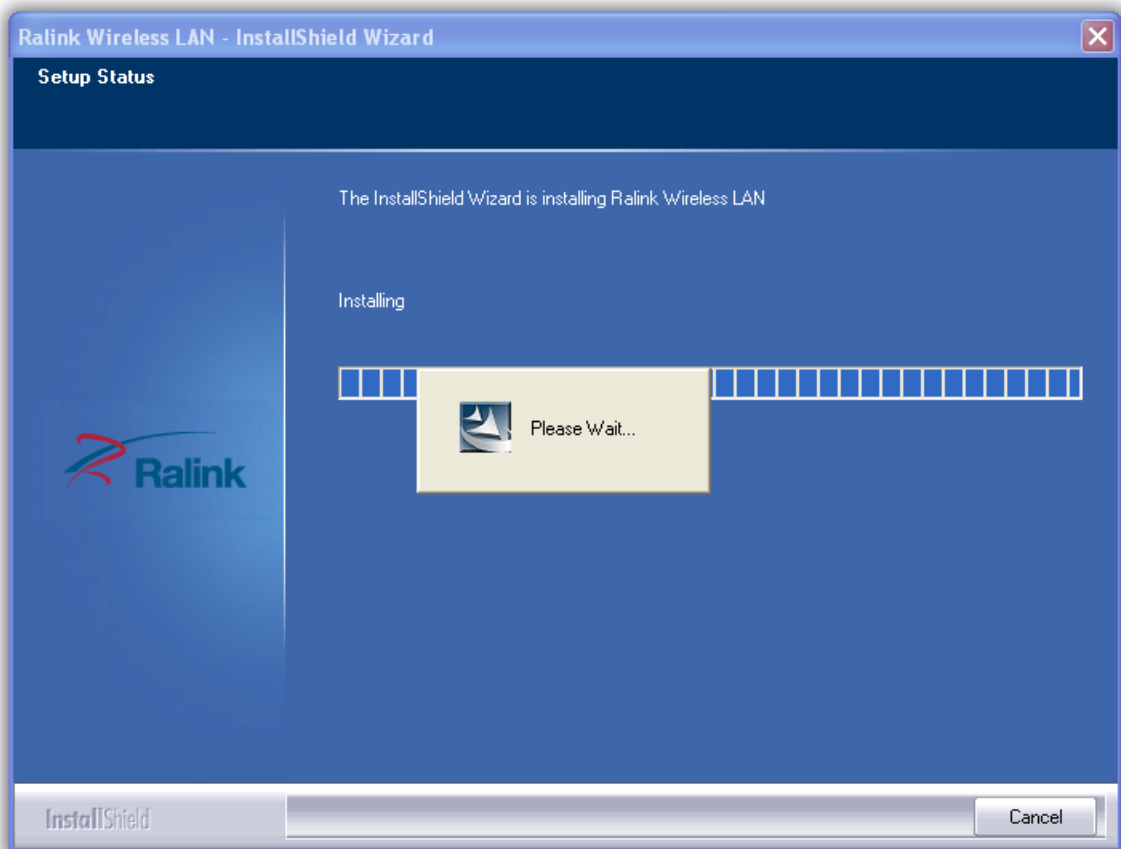 Ralink Wireless LAN - InstallShield Wizard
Setup Status
The InstallShield Wizard is installing Ralink Wireless LAN
Installing
Please Wait...
Ralink
InstallShield
Cancel